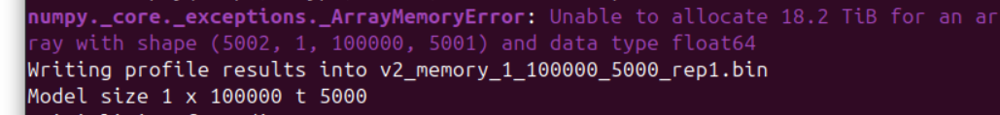 numpy._core._exceptions._ArrayMemoryError: Unable to allocate 18.2 TiB for an ar
ray with shape (5002, 1, 100000, 5001) and data type float64
Writing profile results into v2_memory_1_100000_5000_rep1.bin
Model size 1 x 100000 t 5000